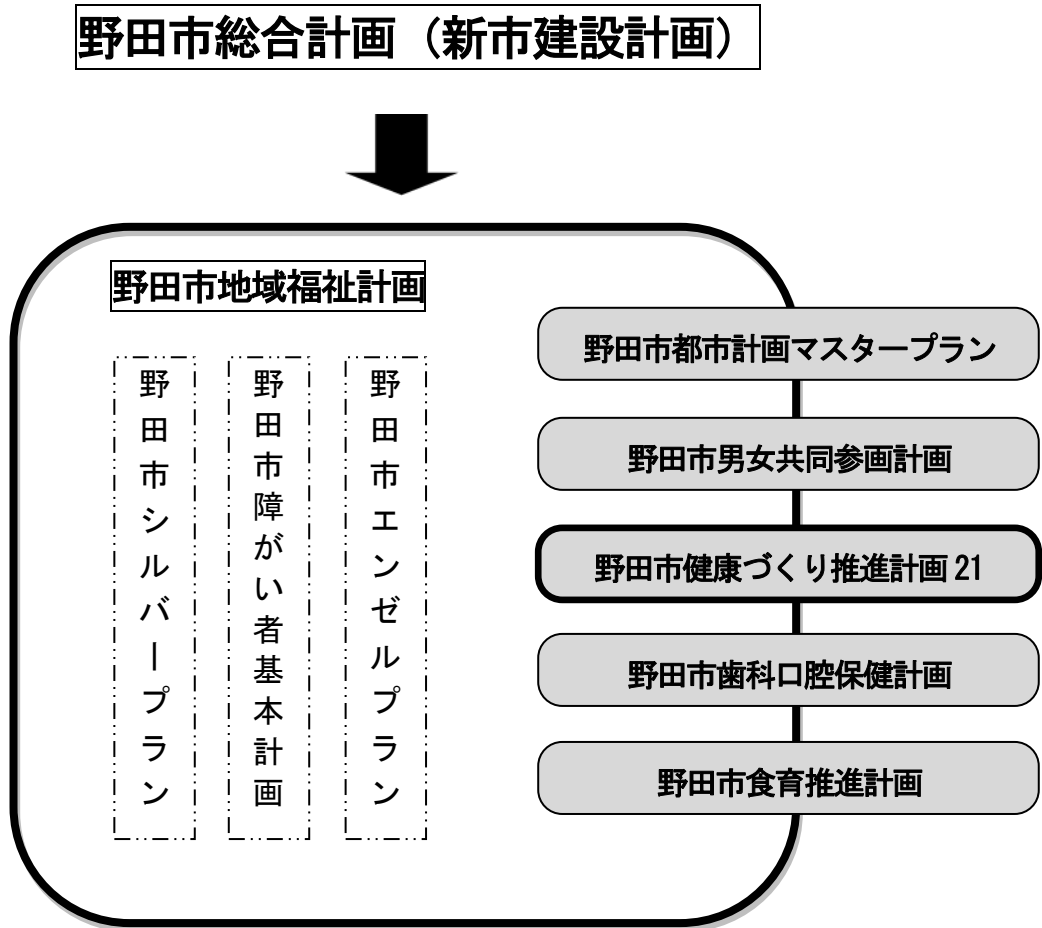 野田市総合計画（新市建設計画）
野田市地域福祉計画
野田市シルバープラン
野田市障がい者基本計画
野田市エンゼルプラン
野田市都市計画マスタープラン
野田市男女共同参画計画
野田市健康づくり推進計画 21
野田市歯科口腔保健計画
野田市食育推進計画